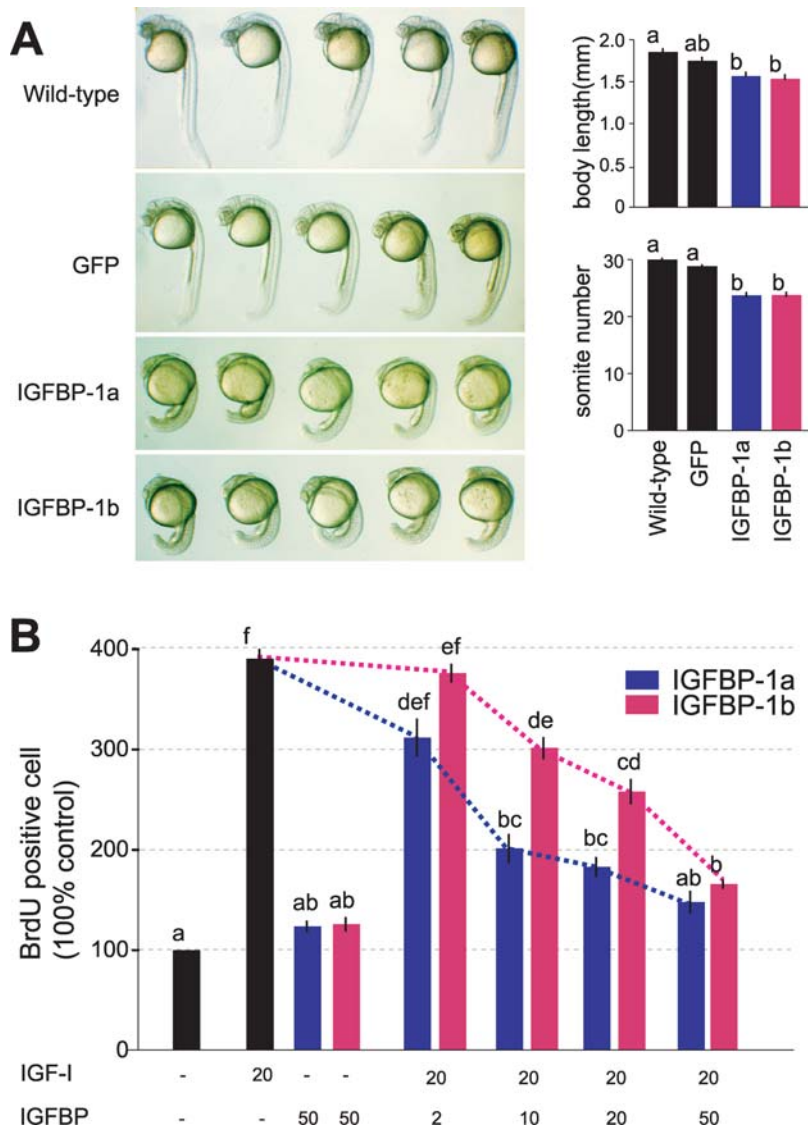 A
Wild-type
GFP
IGFBP-1a
IGFBP-1b
body length(mm)
2.0
1.5
1.0
0.5
0
a ab b b
somite number
30
20
10
0
a a b b
Wild-type GFP IGFBP-1a IGFBP-1b
B
BrdU positive cell
(100% control)
400
300
200
100
0
a f ab ab def ef bc de bc cd ab b
IGFBP-1a
IGFBP-1b
IGF-I - 20 - - 20 20 20 20
IGFBP - - 50 50 2 10 20 50